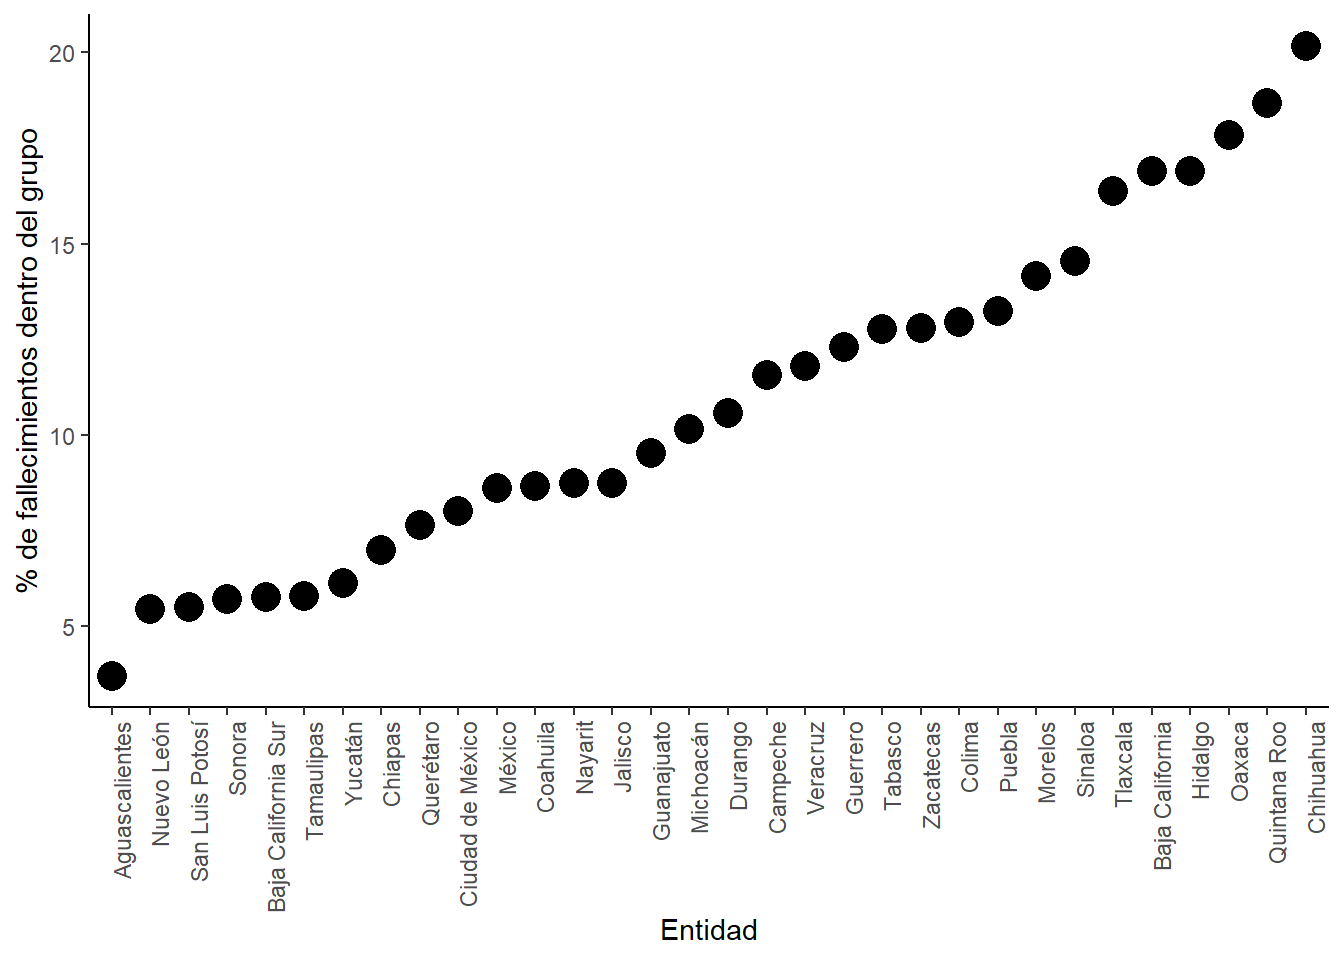 % de fallecimientos dentro del grupo
20
15
10
5
Aguascalientes
Nuevo León
San Luis Potosí
Sonora
Baja California Sur
Tamaulipas
Yucatán
Chiapas
Querétaro
Ciudad de México
México
Coahuila
Nayarit
Jalisco
Guanajuato
Michoacán
Durango
Campeche
Veracruz
Guerrero
Tabasco
Zacatecas
Colima
Puebla
Morelos
Sinaloa
Tlaxcala
Baja California
Hidalgo
Oaxaca
Quintana Roo
Chihuahua
Entidad